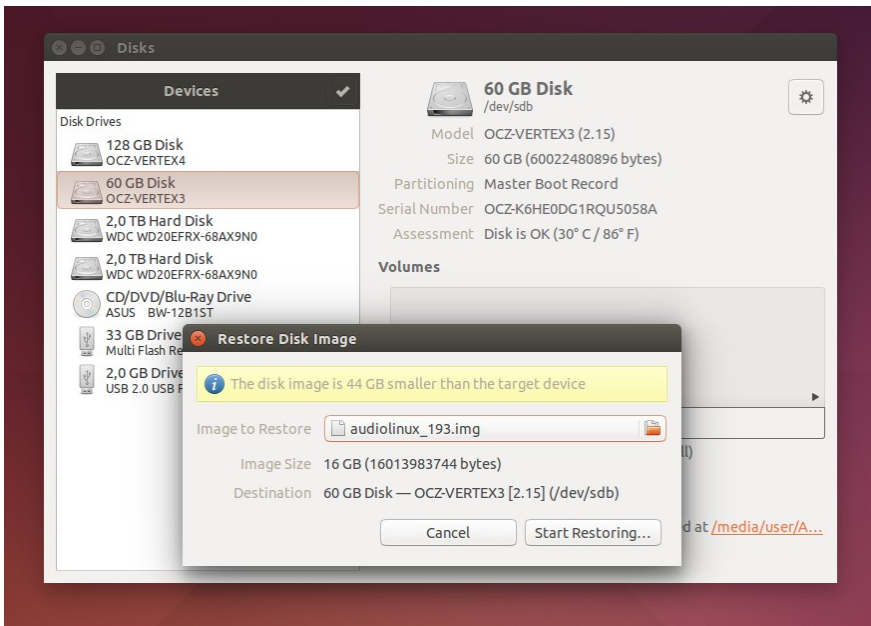 Disks
Devices
Disk Drives
128 GB Disk
OCZ-VERTEX4
60 GB Disk
OCZ-VERTEX3
2,0 TB Hard Disk
WDC WD20EFRX-68AX9N0
2,0 TB Hard Disk
WDC WD20EFRX-68AX9N0
CD/DVD/Blu-Ray Drive
ASUS BW-12B1ST
33 GB Drive
Multi Flash Re
2,0 GB Drive
USB 2.0 USB F
60 GB Disk
/dev/sdb
Model OCZ-VERTEX3 (2.15)
Size 60 GB (60022480896 bytes)
Partitioning Master Boot Record
Serial Number OCZ-K6HE0DG1RQU5058A
Assessment Disk is OK (30° C / 86° F)
Volumes
ll)
d at /media/user/A…
Restore Disk Image
The disk image is 44 GB smaller than the target device
Image to Restore audiolinux_193.img
Image Size 16 GB (16013983744 bytes)
Destination 60 GB Disk — OCZ-VERTEX3 [2.15] (/dev/sdb)
Cancel Start Restoring…